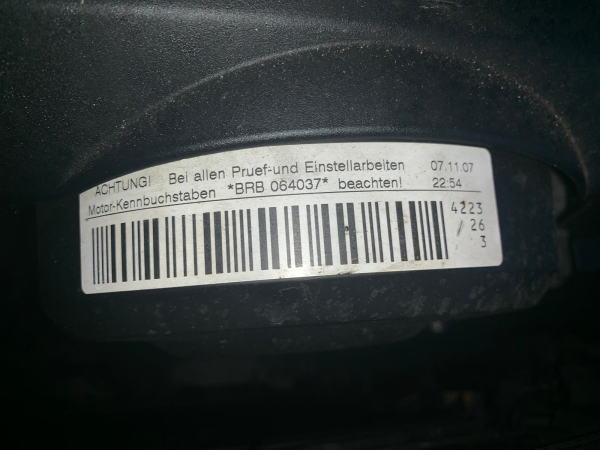 ACHTUNG! Bei allen Pruef-und Einstellarbeiten 07.11.07
Motor-Kennbuchstaben *BRB 064037* beachten! 22:54
4223
/ 26
3